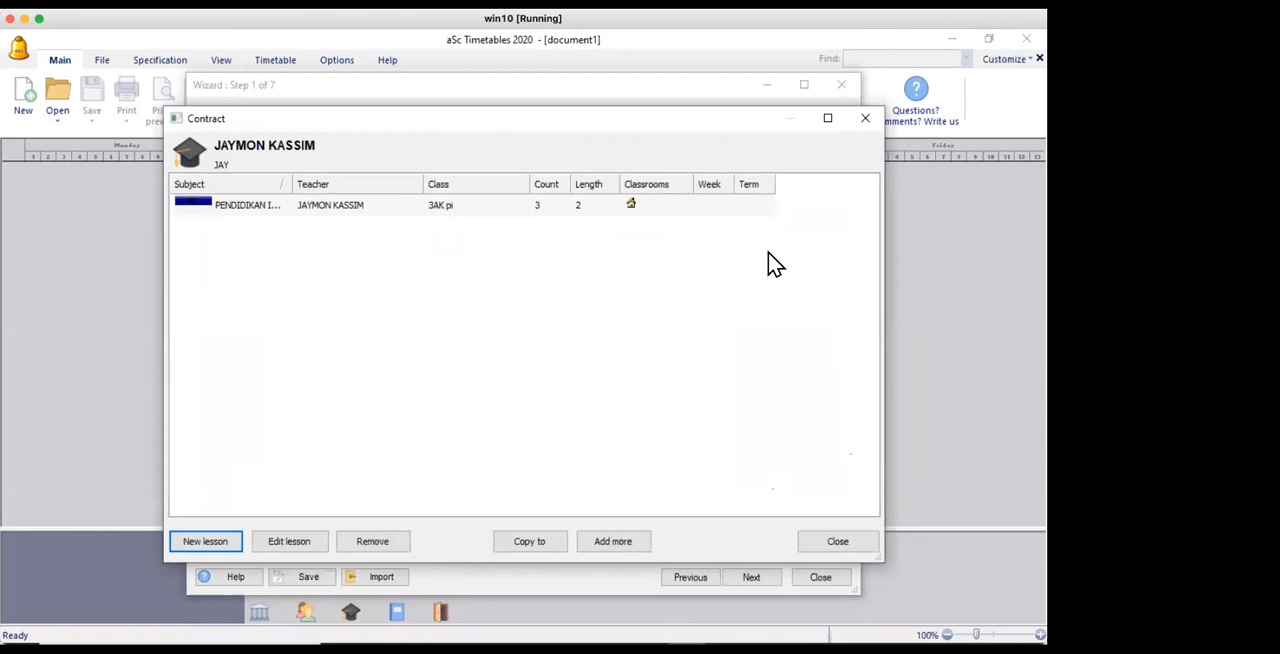 win10 [Running]
aSc Timetables 2020 - [document1]
Main File Specification View Timetable Options Help
Find:
Customize
New Open Save Print
Wizard : Step 1 of 7
Questions?
mments? Write us
Contract
JAYMON KASSIM
JAY
Monday
Friday
Subject / Teacher Class Count Length Classrooms Week Term
PENDIDIKAN I... JAYMON KASSIM 3AK pi 3 2
New lesson Edit lesson Remove Copy to Add more Close
Help Save Import Previous Next Close
Ready
100%